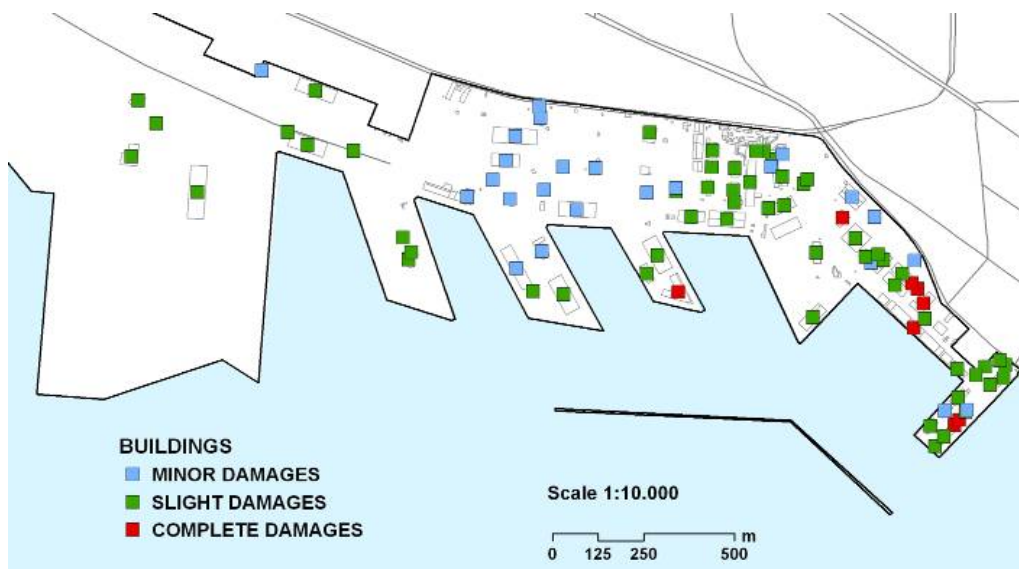 BUILDINGS
MINOR DAMAGES
SLIGHT DAMAGES
COMPLETE DAMAGES
Scale 1:10.000
m
0 125 250 500